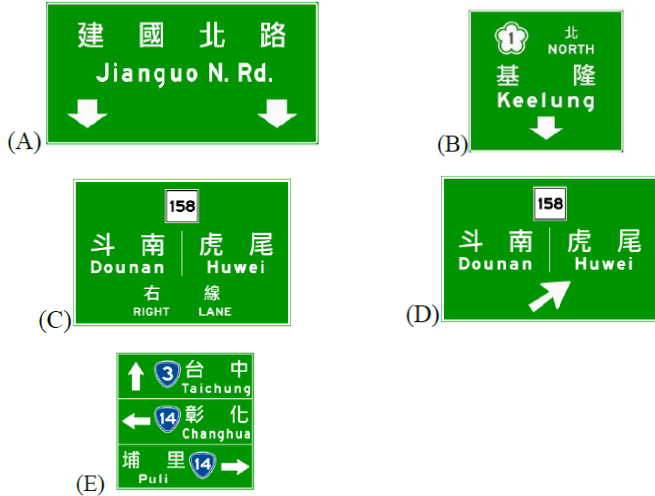 建國北路
Jianguo N. Rd.
(A)
1 北
NORTH
基隆
Keelung
(B)
158
斗南 虎尾
Dounan Huwei
右線
RIGHT LANE
(C)
158
斗南 虎尾
Dounan Huwei
(D)
3 台中
Taichung
14 彰化
Changhua
埔里 14
Puli
(E)